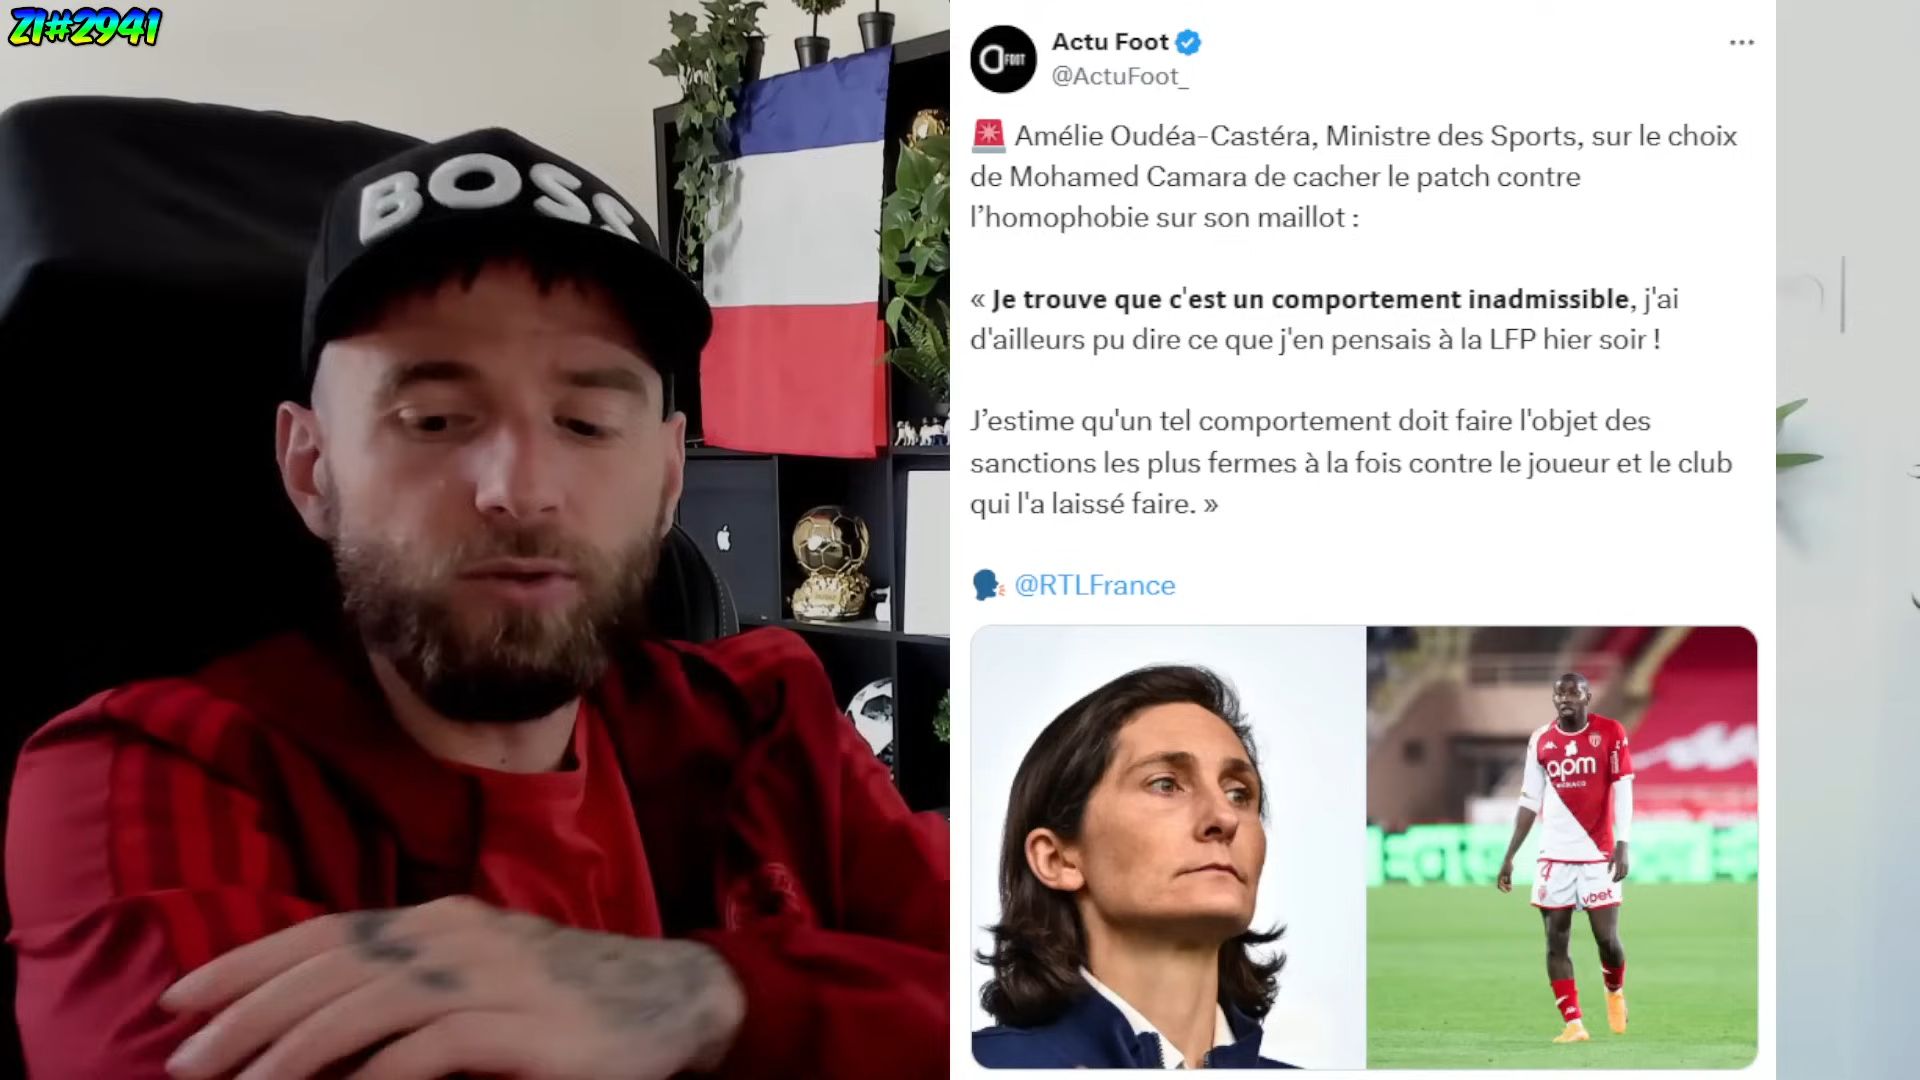 ZI#2941
BOSS
Actu Foot
@ActuFoot_
FOOT
Amélie Oudéa-Castéra, Ministre des Sports, sur le choix
de Mohamed Camara de cacher le patch contre
l’homophobie sur son maillot :
« Je trouve que c'est un comportement inadmissible, j'ai
d'ailleurs pu dire ce que j'en pensais à la LFP hier soir !
J’estime qu'un tel comportement doit faire l'objet des
sanctions les plus fermes à la fois contre le joueur et le club
qui l'a laissé faire. »
@RTLFrance
apm
MONACO
4
vbet